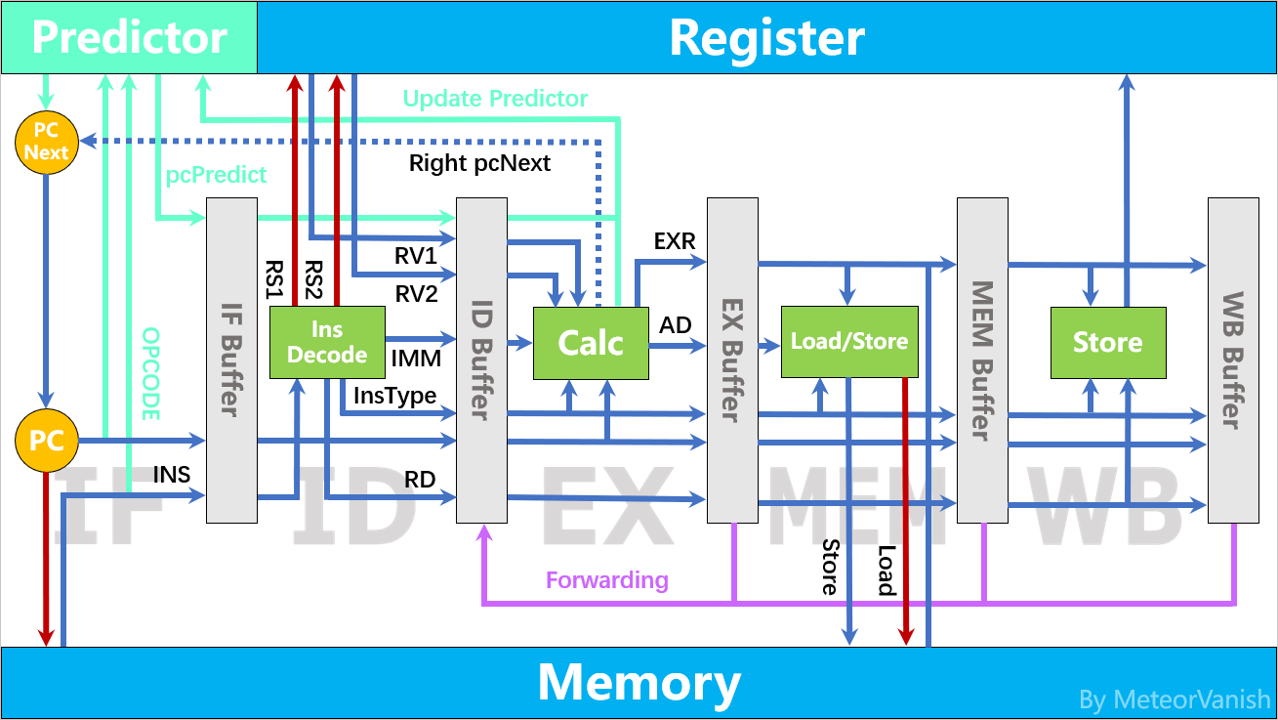 Predictor
Register
Update Predictor
PC
Next
Right pcNext
pcPredict
EXR
RS1
RS2
RV1
RV2
IF Buffer
ID Buffer
EX Buffer
MEM Buffer
WB Buffer
Ins
Decode
Calc
AD
Load/Store
Store
OPCODE
IMM
InsType
PC
INS
RD
IF
ID
EX
MEM
WB
Forwarding
Store
Load
Memory
By MeteorVanish